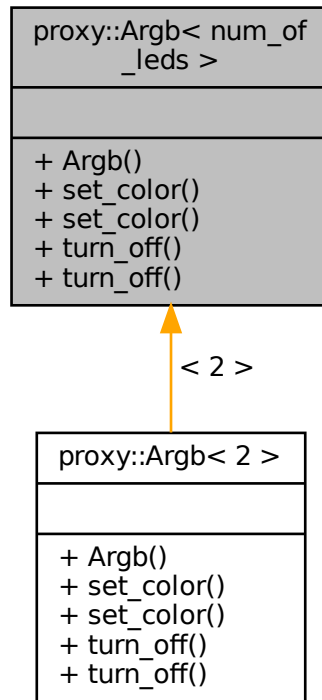 proxy::Argb< num_of
_leds >
+ Argb()
+ set_color()
+ set_color()
+ turn_off()
+ turn_off()
< 2 >
proxy::Argb< 2 >
+ Argb()
+ set_color()
+ set_color()
+ turn_off()
+ turn_off()